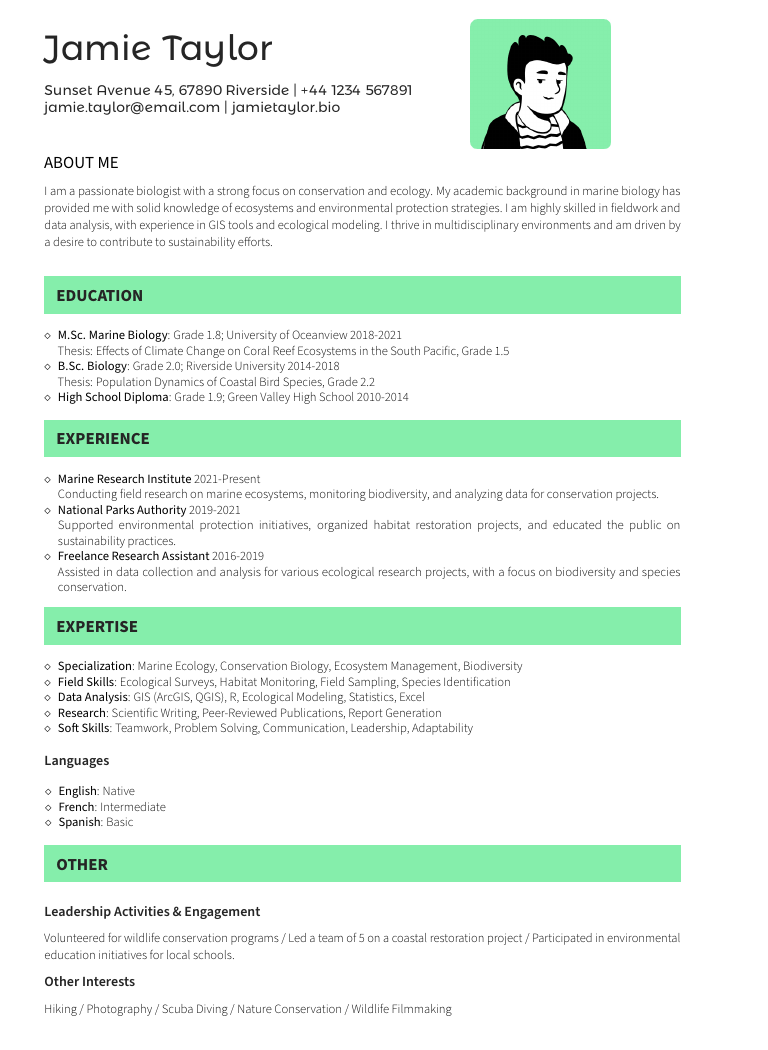 Jamie Taylor
Sunset Avenue 45, 67890 Riverside | +44 1234 567891
jamie.taylor@email.com | jamietaylor.bio
ABOUT ME
I am a passionate biologist with a strong focus on conservation and ecology. My academic background in marine biology has
provided me with solid knowledge of ecosystems and environmental protection strategies. I am highly skilled in fieldwork and
data analysis, with experience in GIS tools and ecological modeling. I thrive in multidisciplinary environments and am driven by
a desire to contribute to sustainability efforts.
EDUCATION
◇ M.Sc. Marine Biology: Grade 1.8; University of Oceanview 2018-2021
Thesis: Effects of Climate Change on Coral Reef Ecosystems in the South Pacific, Grade 1.5
◇ B.Sc. Biology: Grade 2.0; Riverside University 2014-2018
Thesis: Population Dynamics of Coastal Bird Species, Grade 2.2
◇ High School Diploma: Grade 1.9; Green Valley High School 2010-2014
EXPERIENCE
◇ Marine Research Institute 2021-Present
Conducting field research on marine ecosystems, monitoring biodiversity, and analyzing data for conservation projects.
◇ National Parks Authority 2019-2021
Supported environmental protection initiatives, organized habitat restoration projects, and educated the public on
sustainability practices.
◇ Freelance Research Assistant 2016-2019
Assisted in data collection and analysis for various ecological research projects, with a focus on biodiversity and species
conservation.
EXPERTISE
◇ Specialization: Marine Ecology, Conservation Biology, Ecosystem Management, Biodiversity
◇ Field Skills: Ecological Surveys, Habitat Monitoring, Field Sampling, Species Identification
◇ Data Analysis: GIS (ArcGIS, QGIS), R, Ecological Modeling, Statistics, Excel
◇ Research: Scientific Writing, Peer-Reviewed Publications, Report Generation
◇ Soft Skills: Teamwork, Problem Solving, Communication, Leadership, Adaptability
Languages
◇ English: Native
◇ French: Intermediate
◇ Spanish: Basic
OTHER
Leadership Activities & Engagement
Volunteered for wildlife conservation programs / Led a team of 5 on a coastal restoration project / Participated in environmental
education initiatives for local schools.
Other Interests
Hiking / Photography / Scuba Diving / Nature Conservation / Wildlife Filmmaking